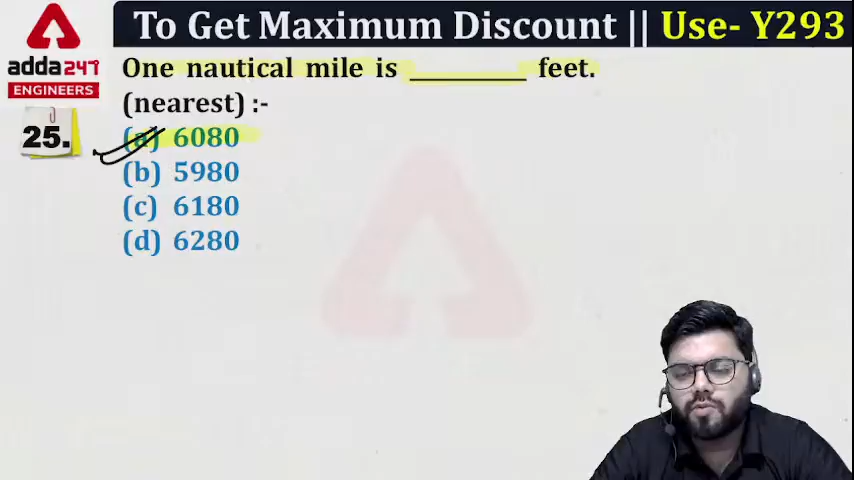 To Get Maximum Discount || Use- Y293
adda247
ENGINEERS
One nautical mile is __________ feet.
(nearest) :-
25.
(a) 6080
(b) 5980
(c) 6180
(d) 6280